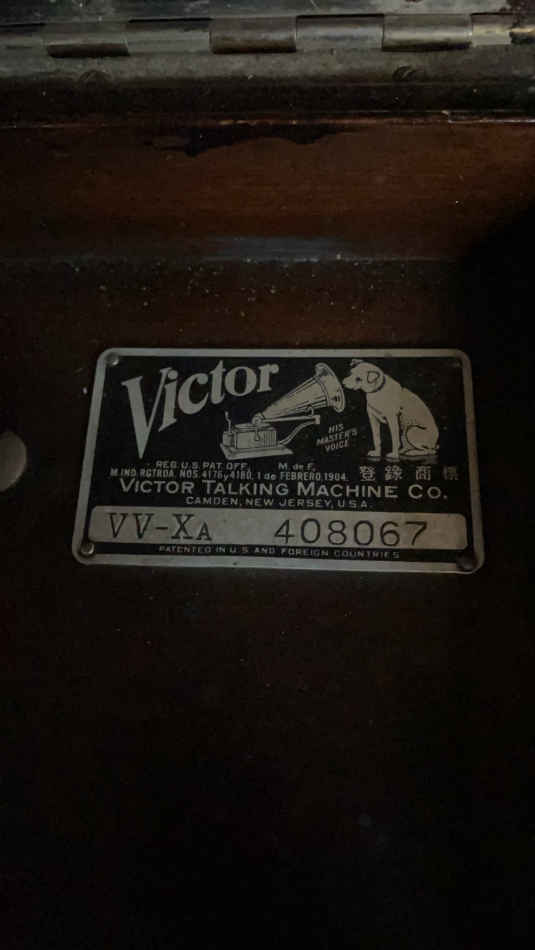 Victor
HIS
MASTER'S
VOICE
REG. U.S. PAT. OFF. M. de F.
M. IND. RGTRDA. NOS. 4176 y 4180, 1 de FEBRERO, 1904. 登錄商標
VICTOR TALKING MACHINE CO.
CAMDEN, NEW JERSEY, U.S.A.
VV-XA 408067
PATENTED IN U.S. AND FOREIGN COUNTRIES